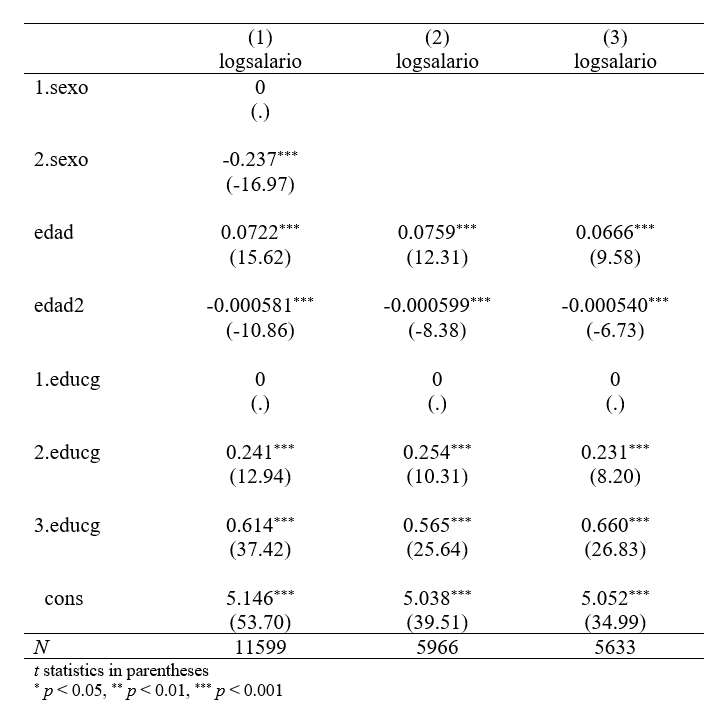 (1) (2) (3)
logsalario logsalario logsalario
1.sexo 0
(.)
2.sexo -0.237***
(-16.97)
edad 0.0722*** 0.0759*** 0.0666***
(15.62) (12.31) (9.58)
edad2 -0.000581*** -0.000599*** -0.000540***
(-10.86) (-8.38) (-6.73)
1.educg 0 0 0
(.) (.) (.)
2.educg 0.241*** 0.254*** 0.231***
(12.94) (10.31) (8.20)
3.educg 0.614*** 0.565*** 0.660***
(37.42) (25.64) (26.83)
cons 5.146*** 5.038*** 5.052***
(53.70) (39.51) (34.99)
N 11599 5966 5633
t statistics in parentheses
* p < 0.05, ** p < 0.01, *** p < 0.001